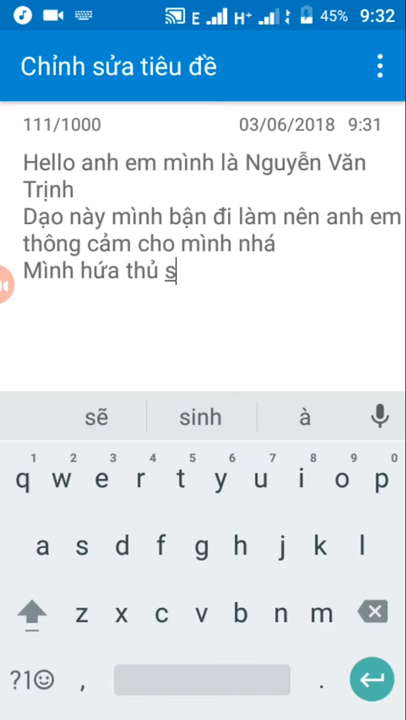 E H+ 45% 9:32
Chỉnh sửa tiêu đề
111/1000 03/06/2018 9:31
Hello anh em mình là Nguyễn Văn
Trịnh
Dạo này mình bận đi làm nên anh em
thông cảm cho mình nhá
Mình hứa thủ s
sẽ sinh à
1 2 3 4 5 6 7 8 9 0
q w e r t y u i o p
a s d f g h j k l
z x c v b n m
?1☺ , .